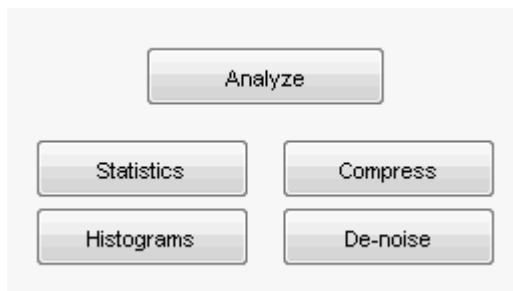 Analyze
Statistics
Compress
Histograms
De-noise